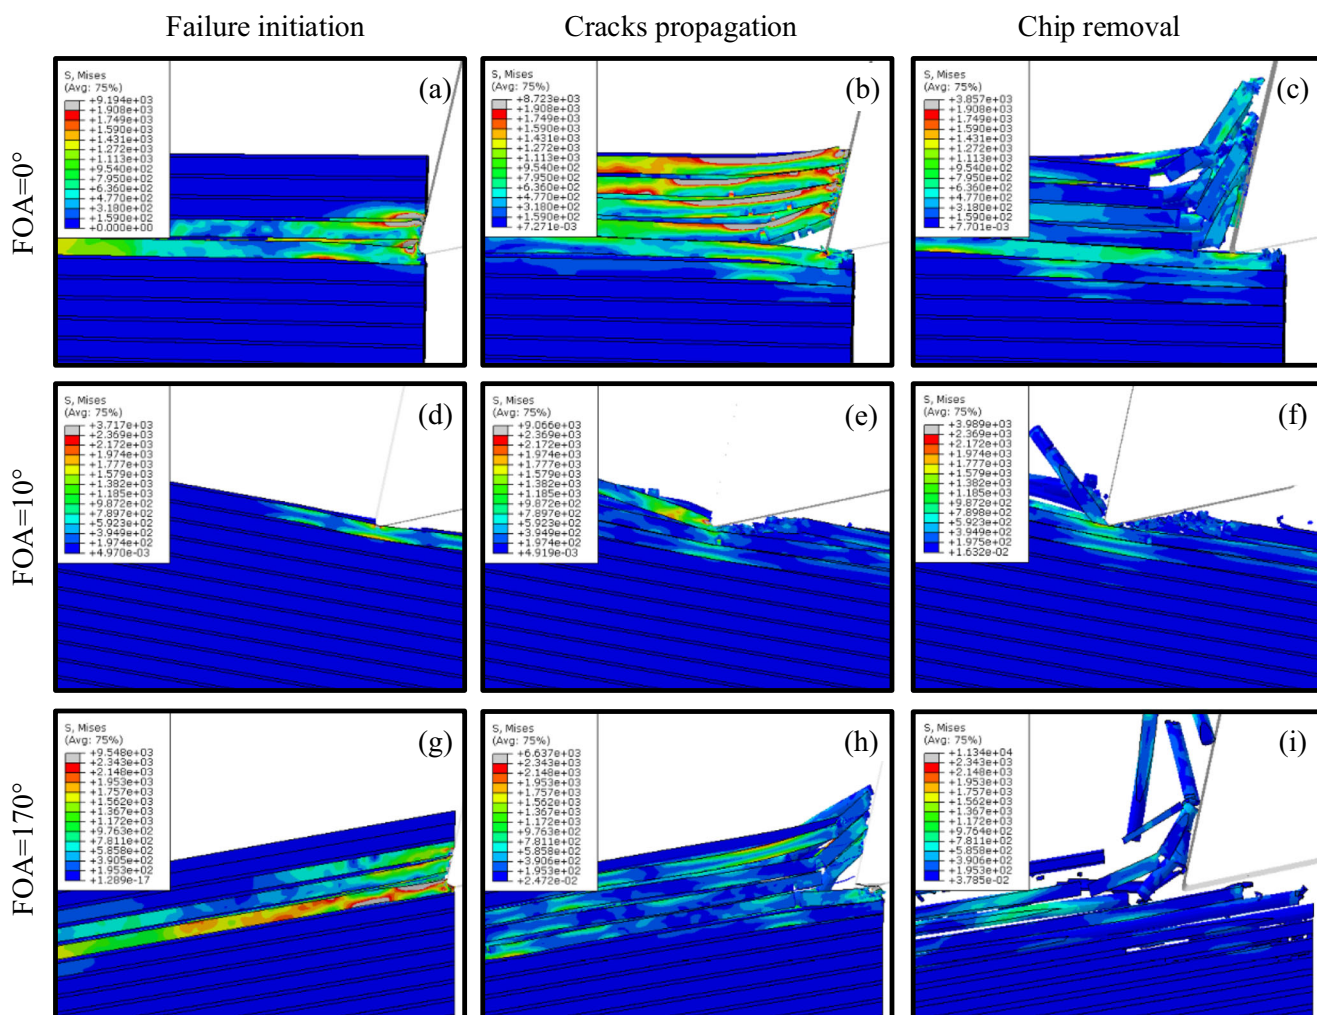 Failure initiation
Cracks propagation
Chip removal
FOA=0°
S, Mises
(Avg: 75%)
+9.194e+03
+1.908e+03
+1.749e+03
+1.590e+03
+1.431e+03
+1.272e+03
+1.113e+03
+9.540e+02
+7.950e+02
+6.360e+02
+4.770e+02
+3.180e+02
+1.590e+02
+0.000e+00
(a)
S, Mises
(Avg: 75%)
+8.723e+03
+1.908e+03
+1.749e+03
+1.590e+03
+1.431e+03
+1.272e+03
+1.113e+03
+9.540e+02
+7.950e+02
+6.360e+02
+4.770e+02
+3.180e+02
+1.590e+02
+7.271e-03
(b)
S, Mises
(Avg: 75%)
+3.857e+03
+1.908e+03
+1.749e+03
+1.590e+03
+1.431e+03
+1.272e+03
+1.113e+03
+9.540e+02
+7.950e+02
+6.360e+02
+4.770e+02
+3.180e+02
+1.590e+02
+7.701e-03
(c)
FOA=10°
S, Mises
(Avg: 75%)
+3.717e+03
+2.369e+03
+2.172e+03
+1.974e+03
+1.777e+03
+1.579e+03
+1.382e+03
+1.185e+03
+9.872e+02
+7.897e+02
+5.923e+02
+3.949e+02
+1.974e+02
+4.970e-03
(d)
S, Mises
(Avg: 75%)
+9.066e+03
+2.369e+03
+2.172e+03
+1.974e+03
+1.777e+03
+1.579e+03
+1.382e+03
+1.185e+03
+9.872e+02
+7.897e+02
+5.923e+02
+3.949e+02
+1.974e+02
+4.919e-03
(e)
S, Mises
(Avg: 75%)
+3.989e+03
+2.369e+03
+2.172e+03
+1.974e+03
+1.777e+03
+1.579e+03
+1.382e+03
+1.185e+03
+9.872e+02
+7.898e+02
+5.923e+02
+3.949e+02
+1.975e+02
+1.632e-02
(f)
FOA=170°
S, Mises
(Avg: 75%)
+9.548e+03
+2.343e+03
+2.148e+03
+1.953e+03
+1.757e+03
+1.562e+03
+1.367e+03
+1.172e+03
+9.763e+02
+7.811e+02
+5.858e+02
+3.905e+02
+1.953e+02
+1.289e-17
(g)
S, Mises
(Avg: 75%)
+6.637e+03
+2.343e+03
+2.148e+03
+1.953e+03
+1.757e+03
+1.562e+03
+1.367e+03
+1.172e+03
+9.763e+02
+7.811e+02
+5.858e+02
+3.906e+02
+1.953e+02
+2.472e-02
(h)
S, Mises
(Avg: 75%)
+1.134e+04
+2.343e+03
+2.148e+03
+1.953e+03
+1.757e+03
+1.562e+03
+1.367e+03
+1.172e+03
+9.764e+02
+7.811e+02
+5.858e+02
+3.906e+02
+1.953e+02
+3.785e-02
(i)